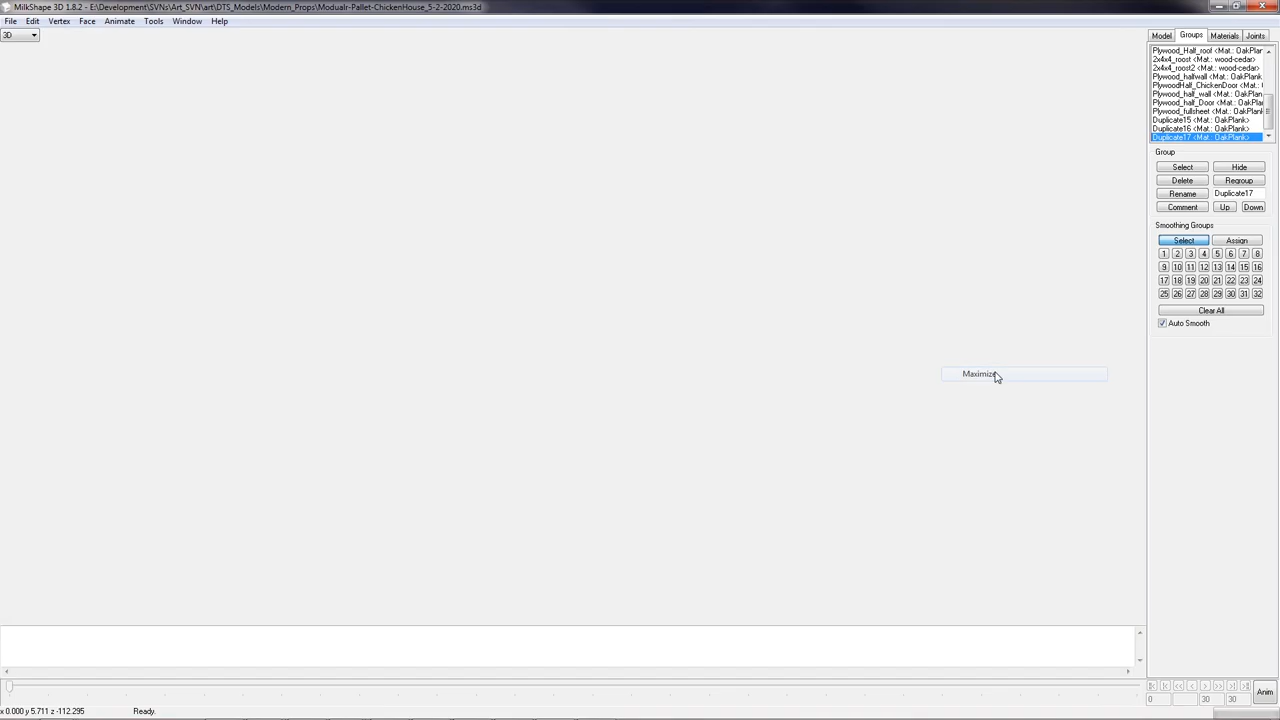 MilkShape 3D 1.8.2 - E:\Development\SVNs\Art_SVN\art\DTS_Models\Modern_Props\Modualr-Pallet-ChickenHouse_5-2-2020.ms3d
File Edit Vertex Face Animate Tools Window Help
3D
Model Groups Materials Joints
Plywood_Half_roof <Mat.: OakPlan
2x4x4_roost <Mat.: wood-cedar>
2x4x4_roost2 <Mat.: wood-cedar>
Plywood_halfwall <Mat.: OakPlank
PlywoodHalf_ChickenDoor <Mat.: (
Plywood_half_wall <Mat.: OakPlan
Plywood_half_Door <Mat.: OakPla
Plywood_fullsheet <Mat.: OakPlank
Duplicate15 <Mat.: OakPlank>
Duplicate16 <Mat.: OakPlank>
Duplicate17 <Mat.: OakPlank>
Group
Select Hide
Delete Regroup
Rename Duplicate17
Comment Up Down
Smoothing Groups
Select Assign
1 2 3 4 5 6 7 8
9 10 11 12 13 14 15 16
17 18 19 20 21 22 23 24
25 26 27 28 29 30 31 32
Clear All
Auto Smooth
Maximize
0 30 30 Anim
x 0.000 y 5.711 z -112.295 Ready.